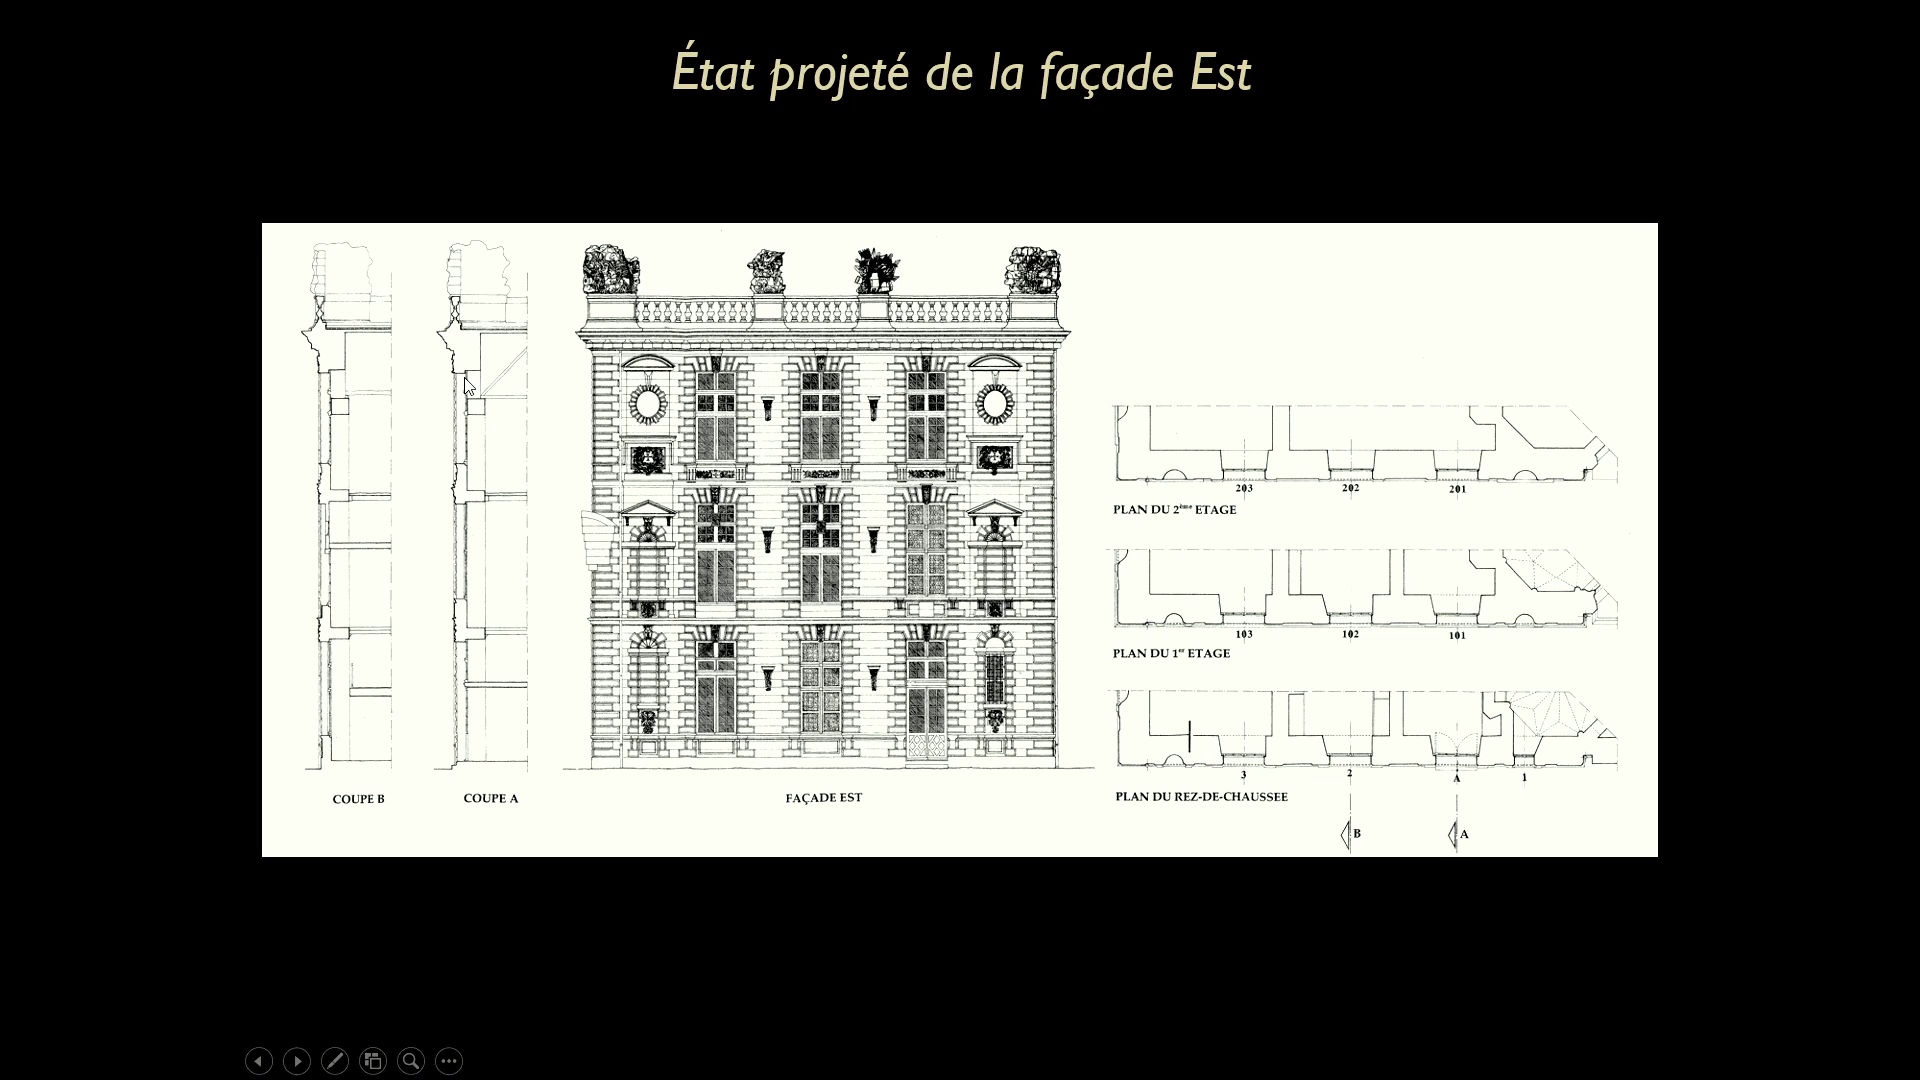 État projeté de la façade Est
203 202 201
PLAN DU 2ème ETAGE
103 102 101
PLAN DU 1er ETAGE
3 2 A 1
PLAN DU REZ-DE-CHAUSSEE
B A
COUPE B
COUPE A
FAÇADE EST